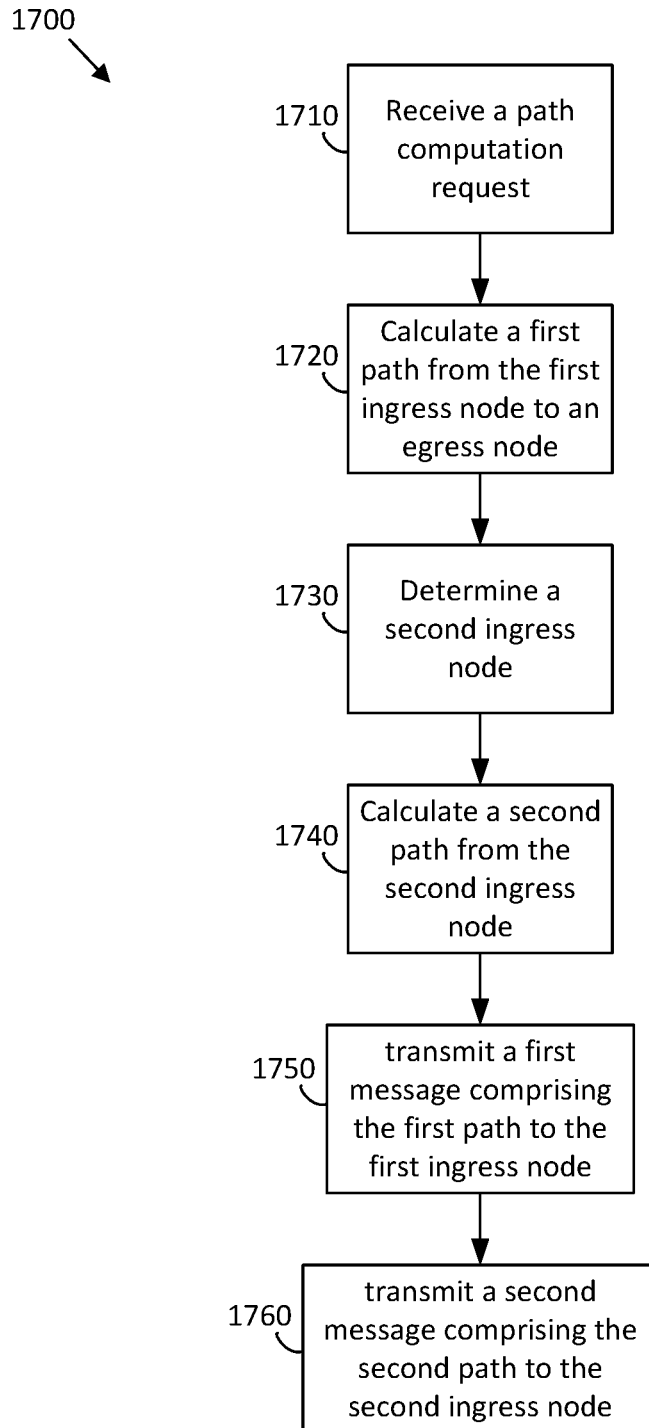 1700
1710
Receive a path
computation
request
1720
Calculate a first
path from the first
ingress node to an
egress node
1730
Determine a
second ingress
node
1740
Calculate a second
path from the
second ingress
node
1750
transmit a first
message comprising
the first path to the
first ingress node
1760
transmit a second
message comprising the
second path to the
second ingress node